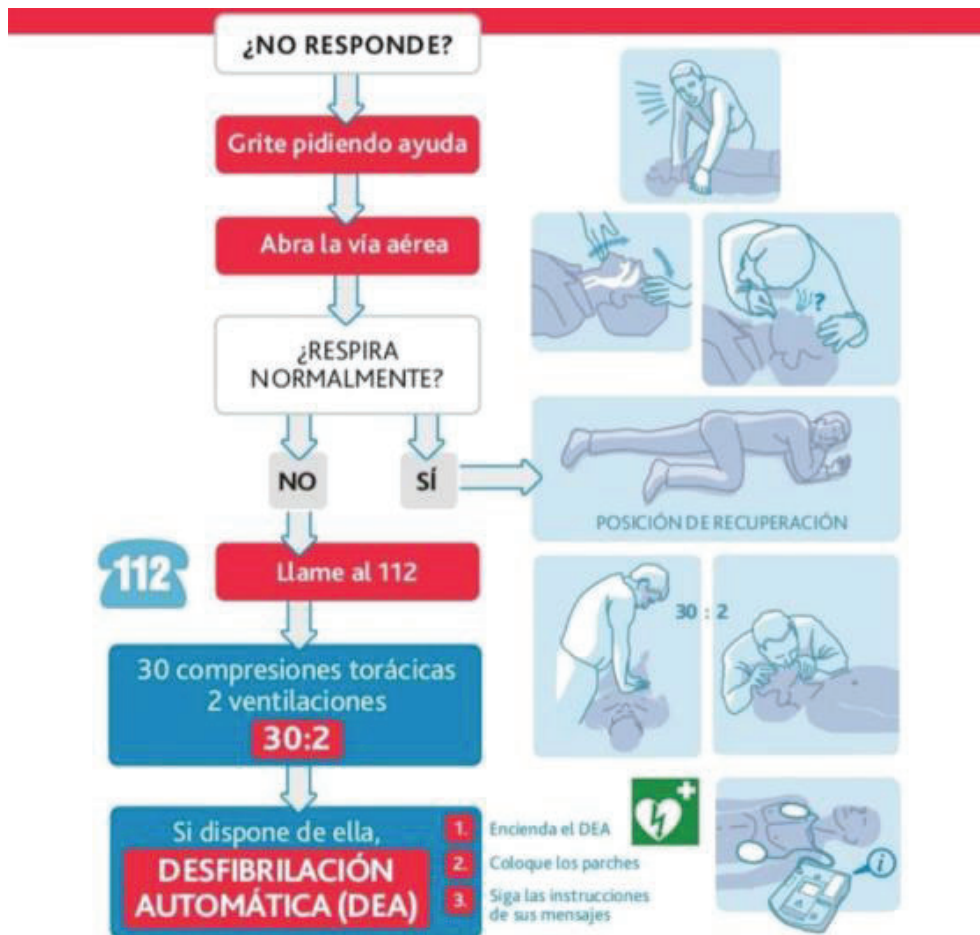 ¿NO RESPONDE?
Grite pidiendo ayuda
Abra la vía aérea
?
¿RESPIRA
NORMALMENTE?
NO
SÍ
POSICIÓN DE RECUPERACIÓN
112
Llame al 112
30 : 2
30 compresiones torácicas
2 ventilaciones
30:2
Si dispone de ella,
DESFIBRILACIÓN
AUTOMÁTICA (DEA)
1. Encienda el DEA
2. Coloque los parches
3. Siga las instrucciones
de sus mensajes
i